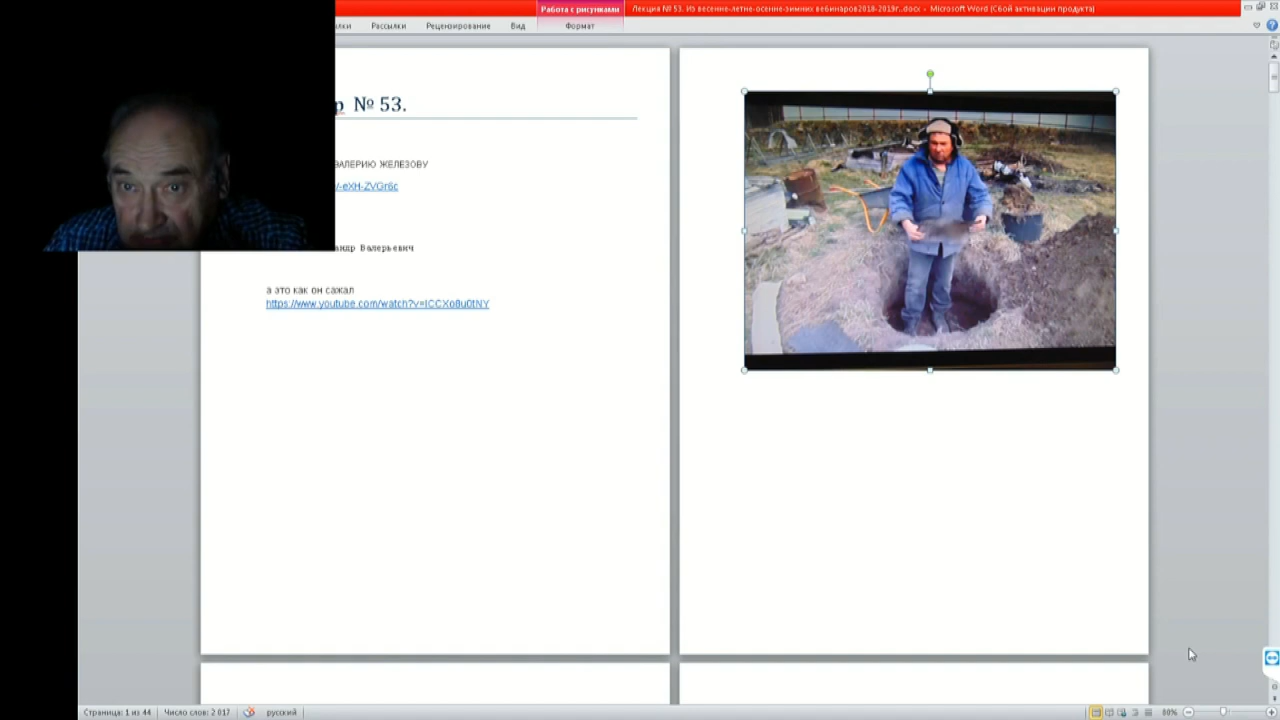 Работа с рисунками
Лекция № 53. Из весенне-летне-осенне-зимних вебинаров2018-2019г..docx - Microsoft Word (Сбой активации продукта)
Рассылки
Рецензирование
Вид
Формат
№ 53.
ВАЛЕРИЮ ЖЕЛЕЗОВУ
Валерьевич
а это как он сажал
https://www.youtube.com/watch?v=ICCXo8u0tNY
Страница: 1 из 44
Число слов: 2 017
русский
80%